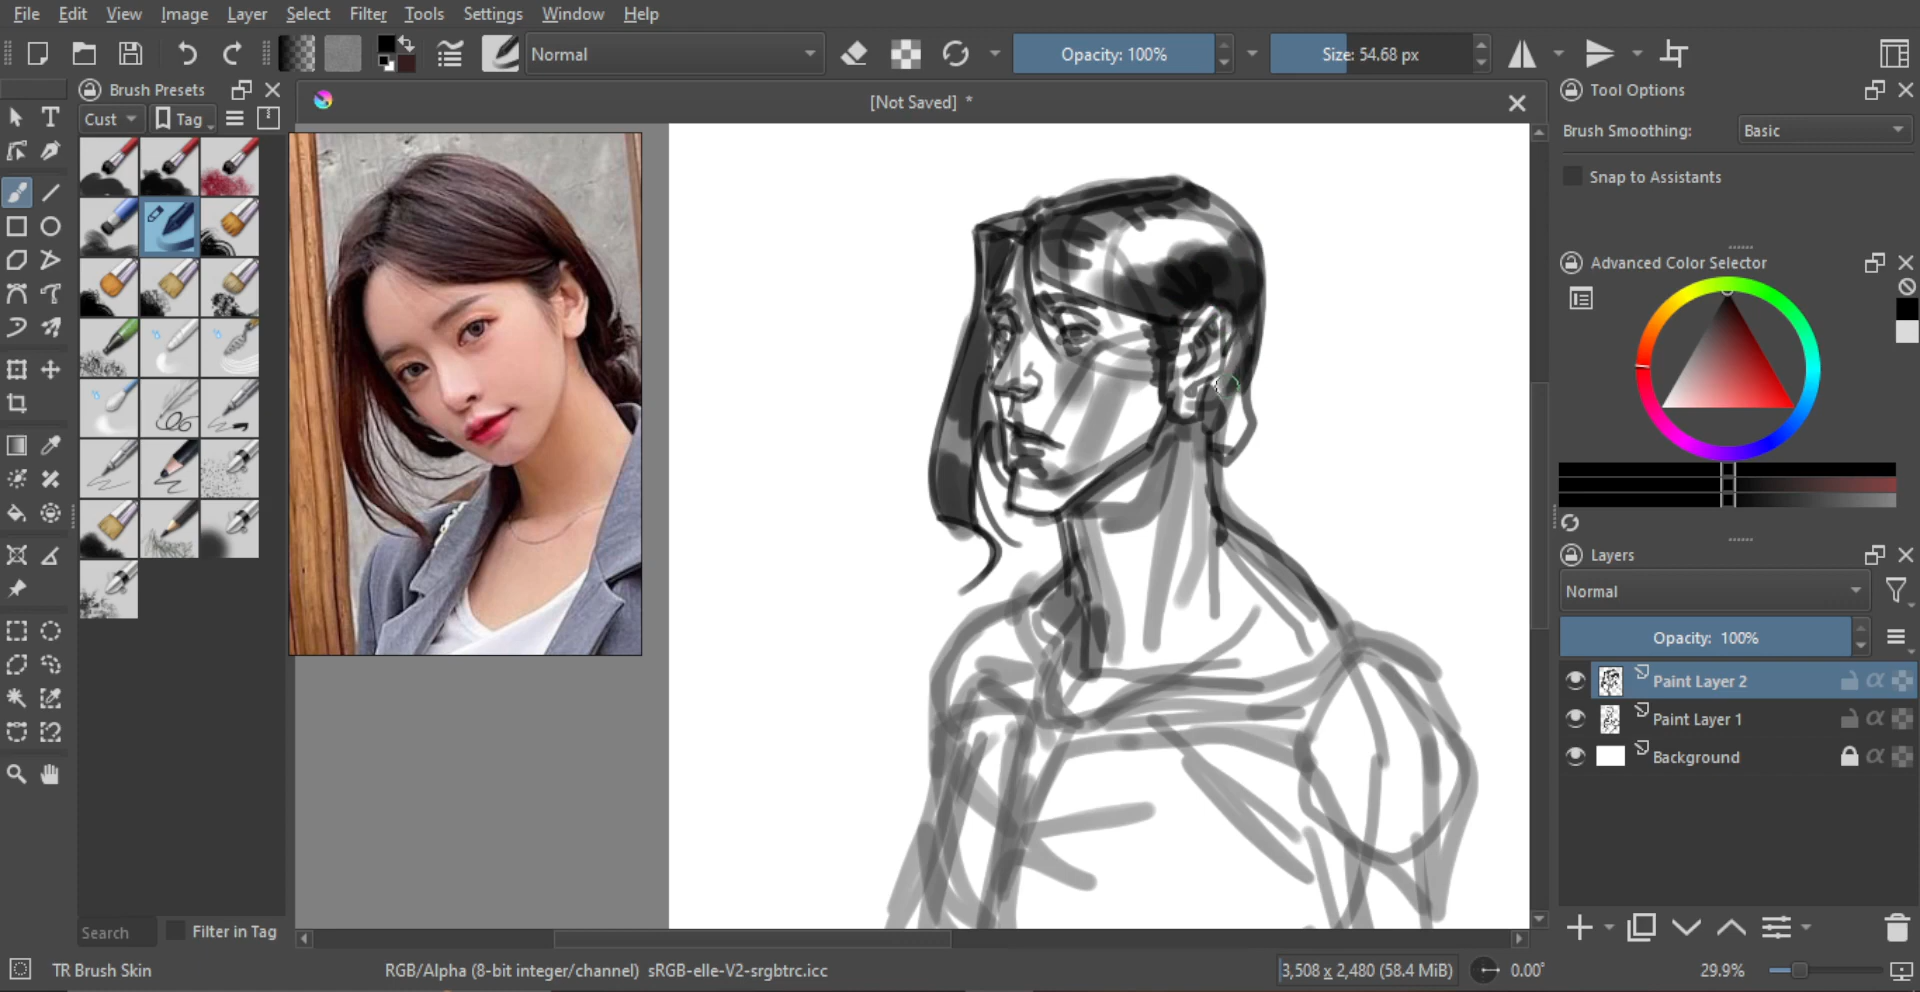 File Edit View Image Layer Select Filter Tools Settings Window Help
Normal
Opacity: 100%
Size: 54.68 px
Brush Presets
Cust
Tag
[Not Saved] *
Tool Options
Brush Smoothing:
Basic
Snap to Assistants
Advanced Color Selector
Layers
Normal
Opacity: 100%
Paint Layer 2
Paint Layer 1
Background
Search
Filter in Tag
TR Brush Skin
RGB/Alpha (8-bit integer/channel) sRGB-elle-V2-srgbtrc.icc
3,508 x 2,480 (58.4 MiB)
0.00°
29.9%